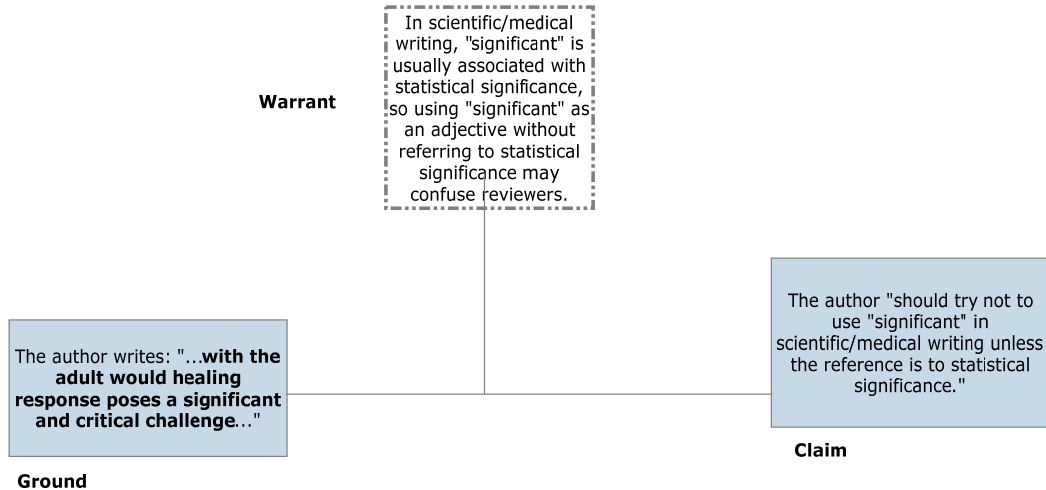 In scientific/medical
writing, "significant" is
usually associated with
statistical significance,
so using "significant" as
an adjective without
referring to statistical
significance may
confuse reviewers.
Warrant
The author writes: "...with the
adult would healing
response poses a significant
and critical challenge..."
Ground
The author "should try not to
use "significant" in
scientific/medical writing unless
the reference is to statistical
significance."
Claim